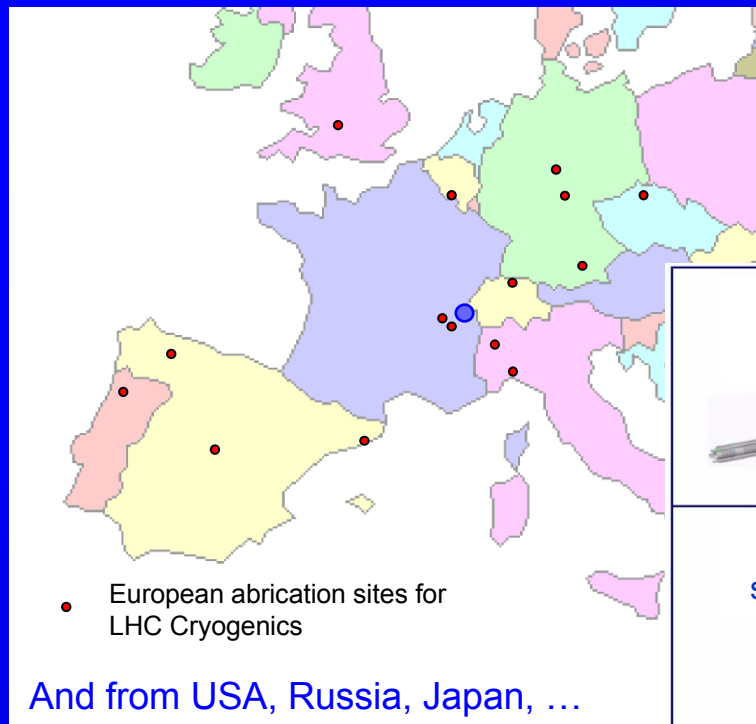 European abrication sites for
LHC Cryogenics
And from USA, Russia, Japan, …
s